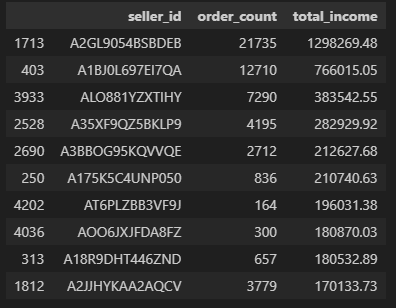 seller_id order_count total_income
1713 A2GL9054BSBDEB 21735 1298269.48
403 A1BJ0L697EI7QA 12710 766015.05
3933 ALO881YZXTIHY 7290 383542.55
2528 A35XF9QZ5BKLP9 4195 282929.92
2690 A3BBOG95KQVVQE 2712 212627.68
250 A175K5C4UNP050 836 210740.63
4202 AT6PLZBB3VF9J 164 196031.38
4036 AOO6JXJFDA8FZ 300 180870.03
313 A18R9DHT446ZND 657 180532.89
1812 A2JJHYKAA2AQCV 3779 170133.73